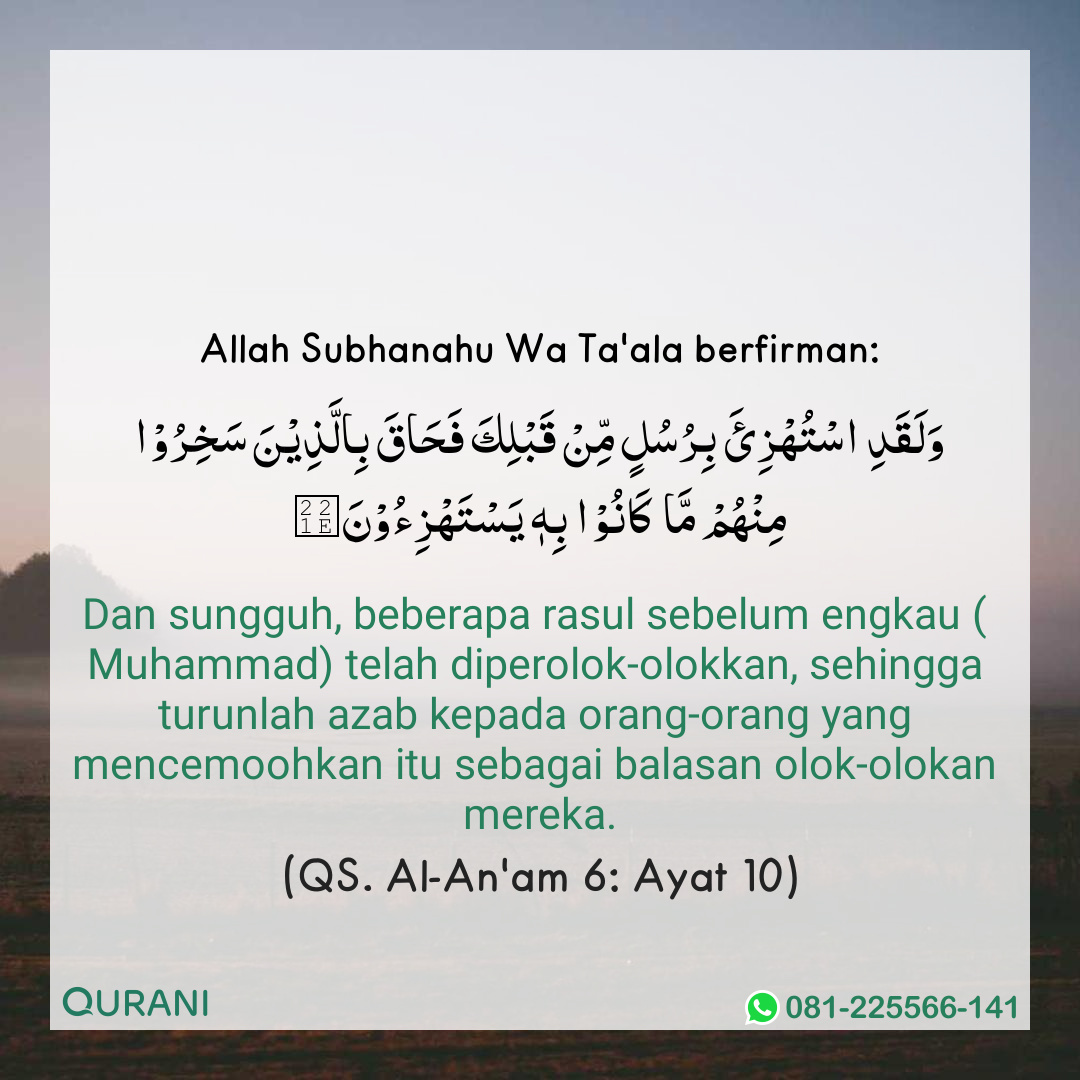 Allah Subhanahu Wa Ta'ala berfirman:
وَلَقَدِ اسْتُهْزِئَ بِرُسُلٍ مِّنْ قَبْلِكَ فَحَاقَ بِالَّذِيْنَ سَخِرُوْا
مِنْهُمْ مَّا كَانُوْا بِهٖ يَسْتَهْزِءُوْنَ
Dan sungguh, beberapa rasul sebelum engkau (
Muhammad) telah diperolok-olokkan, sehingga
turunlah azab kepada orang-orang yang
mencemoohkan itu sebagai balasan olok-olokan
mereka.
(QS. Al-An'am 6: Ayat 10)
QURANI
081-225566-141